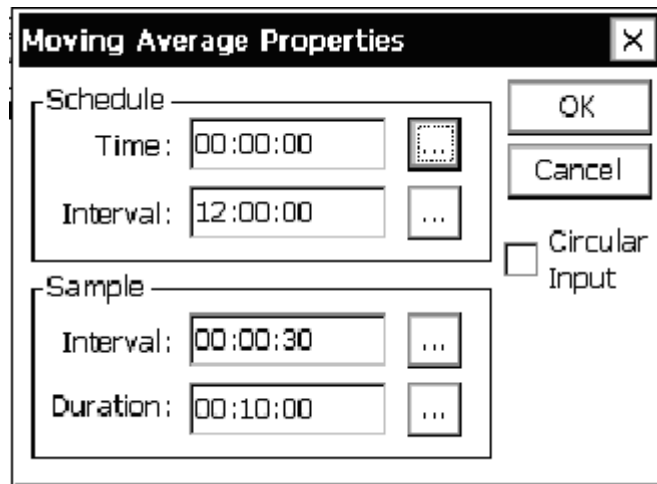 Moving Average Properties
Schedule
Time: 00:00:00 ...
Interval: 12:00:00 ...
Sample
Interval: 00:00:30 ...
Duration: 00:10:00 ...
OK
Cancel
Circular
Input